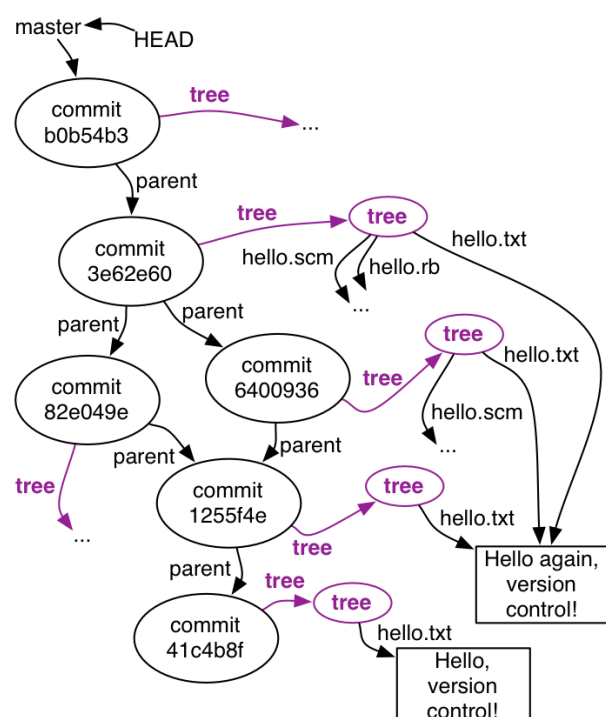 master
HEAD
commit
b0b54b3
tree
...
parent
commit
3e62e60
tree
tree
hello.scm
hello.rb
hello.txt
...
parent
parent
commit
82e049e
commit
6400936
tree
tree
hello.txt
hello.scm
...
parent
parent
tree
...
commit
1255f4e
tree
tree
hello.txt
Hello again,
version
control!
parent
commit
41c4b8f
tree
tree
hello.txt
Hello,
version
control!